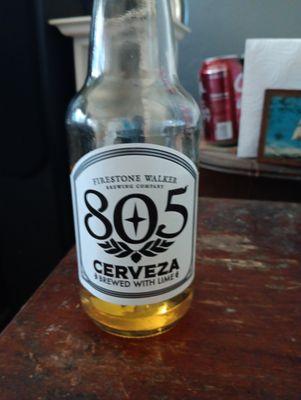 FIRESTONE WALKER
BREWING COMPANY
805
CERVEZA
BREWED WITH LIME